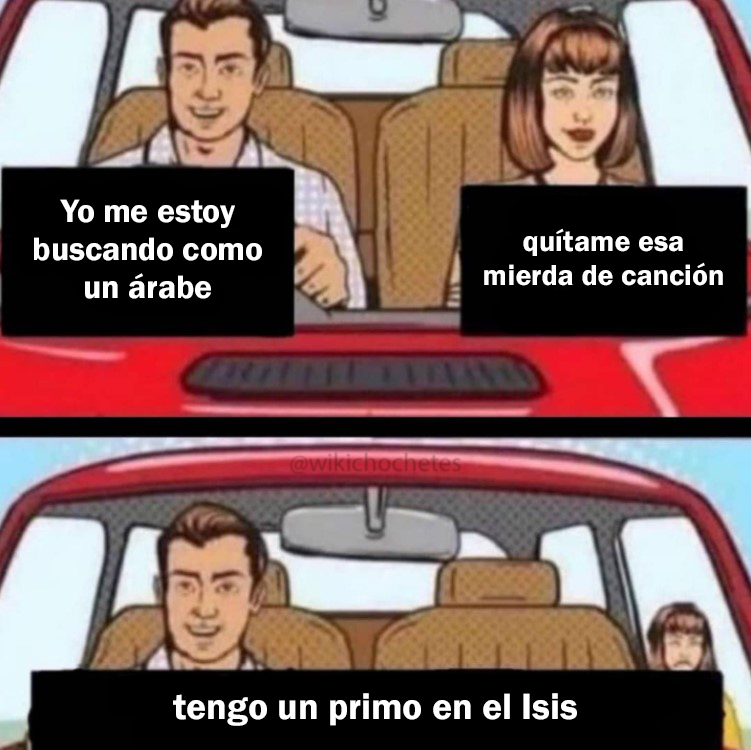 Yo me estoy
buscando como
un árabe
quítame esa
mierda de canción
@wikichochetes
tengo un primo en el Isis